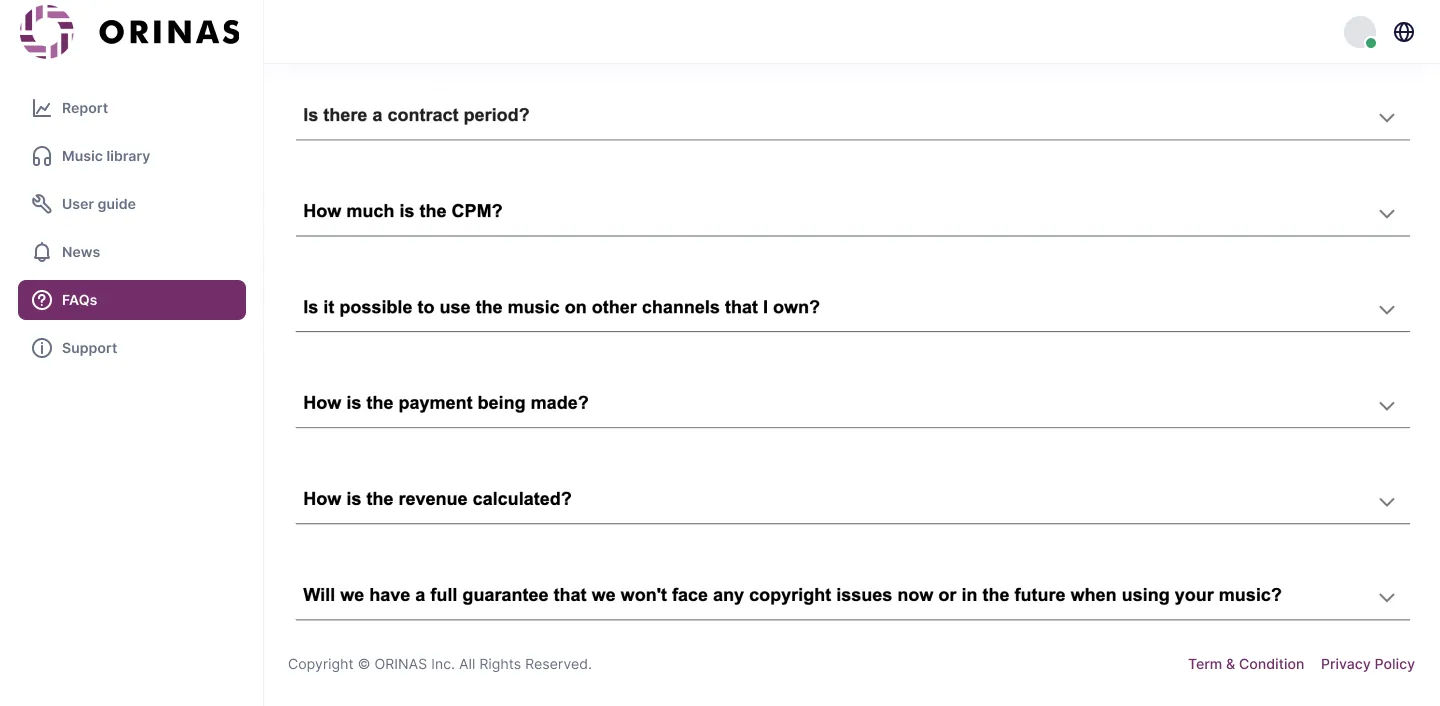 ORINAS
Report
Music library
User guide
News
FAQs
Support
Is there a contract period?
How much is the CPM?
Is it possible to use the music on other channels that I own?
How is the payment being made?
How is the revenue calculated?
Will we have a full guarantee that we won't face any copyright issues now or in the future when using your music?
Copyright © ORINAS Inc. All Rights Reserved.
Term & Condition
Privacy Policy